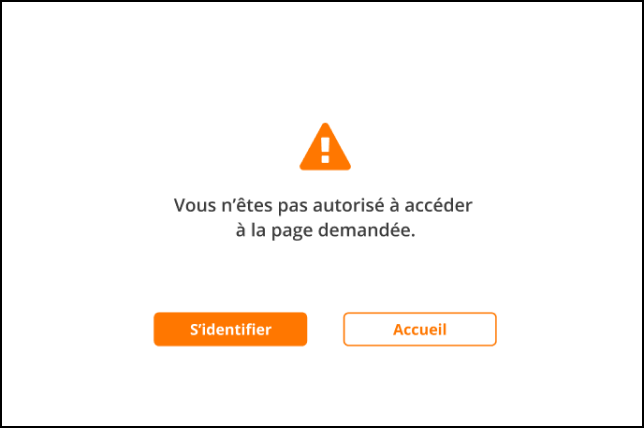 Vous n’êtes pas autorisé à accéder
à la page demandée.
S’identifier
Accueil